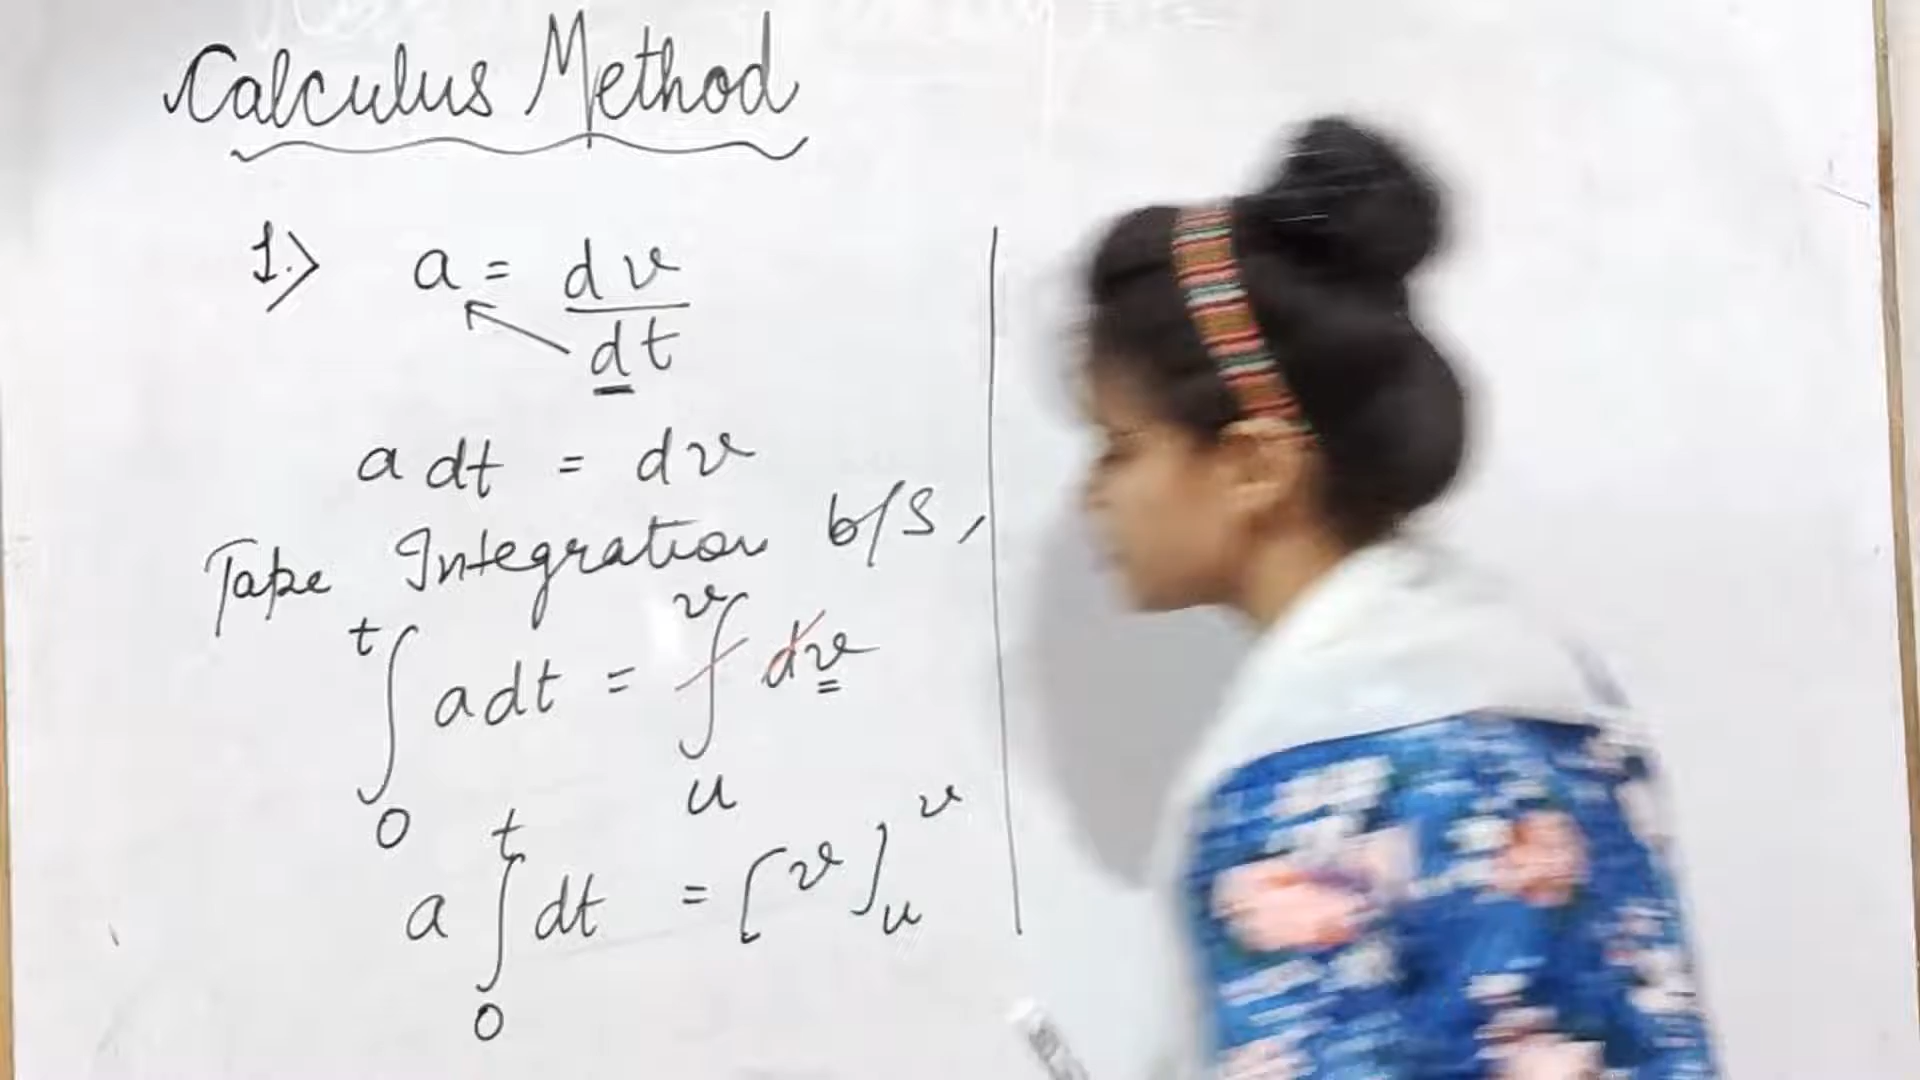 Calculus Method
1.> a = dv/dt
a dt = dv
Take Integration b/s,
∫₀ᵗ a dt = ∫ᵤᵛ dv
a ∫₀ᵗ dt = [v]ᵤᵛ